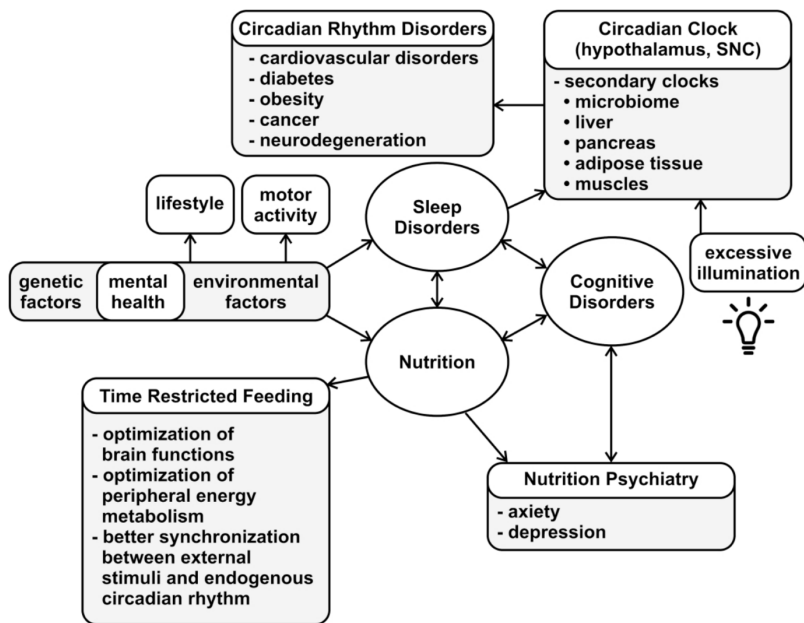 Circadian Rhythm Disorders
- cardiovascular disorders
- diabetes
- obesity
- cancer
- neurodegeneration
Circadian Clock
(hypothalamus, SNC)
- secondary clocks
• microbiome
• liver
• pancreas
• adipose tissue
• muscles
lifestyle
motor
activity
Sleep
Disorders
excessive
illumination
genetic
factors
mental
health
environmental
factors
Cognitive
Disorders
Nutrition
Time Restricted Feeding
- optimization of
brain functions
- optimization of
peripheral energy
metabolism
- better synchronization
between external
stimuli and endogenous
circadian rhythm
Nutrition Psychiatry
- axiety
- depression